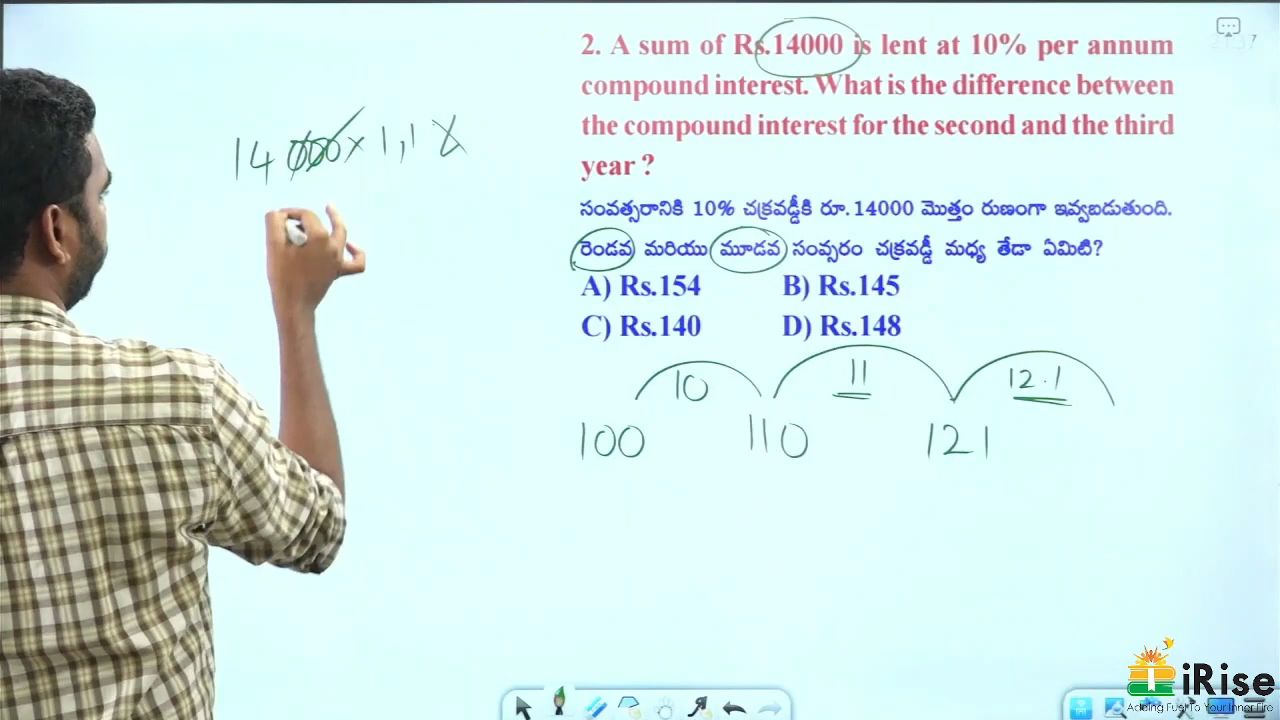 2. A sum of Rs.14000 is lent at 10% per annum
compound interest. What is the difference between
the compound interest for the second and the third
year ?
సంవత్సరానికి 10% చక్రవడ్డీకి రూ.14000 మొత్తం రుణంగా ఇవ్వబడుతుంది.
రెండవ మరియు మూడవ సంవ్సరం చక్రవడ్డీ మధ్య తేడా ఏమిటి?
A) Rs.154 B) Rs.145
C) Rs.140 D) Rs.148
14000 × 1.1%
10 11 12.1
100 110 121
iRise
Adding Fuel To Your Inner Fire